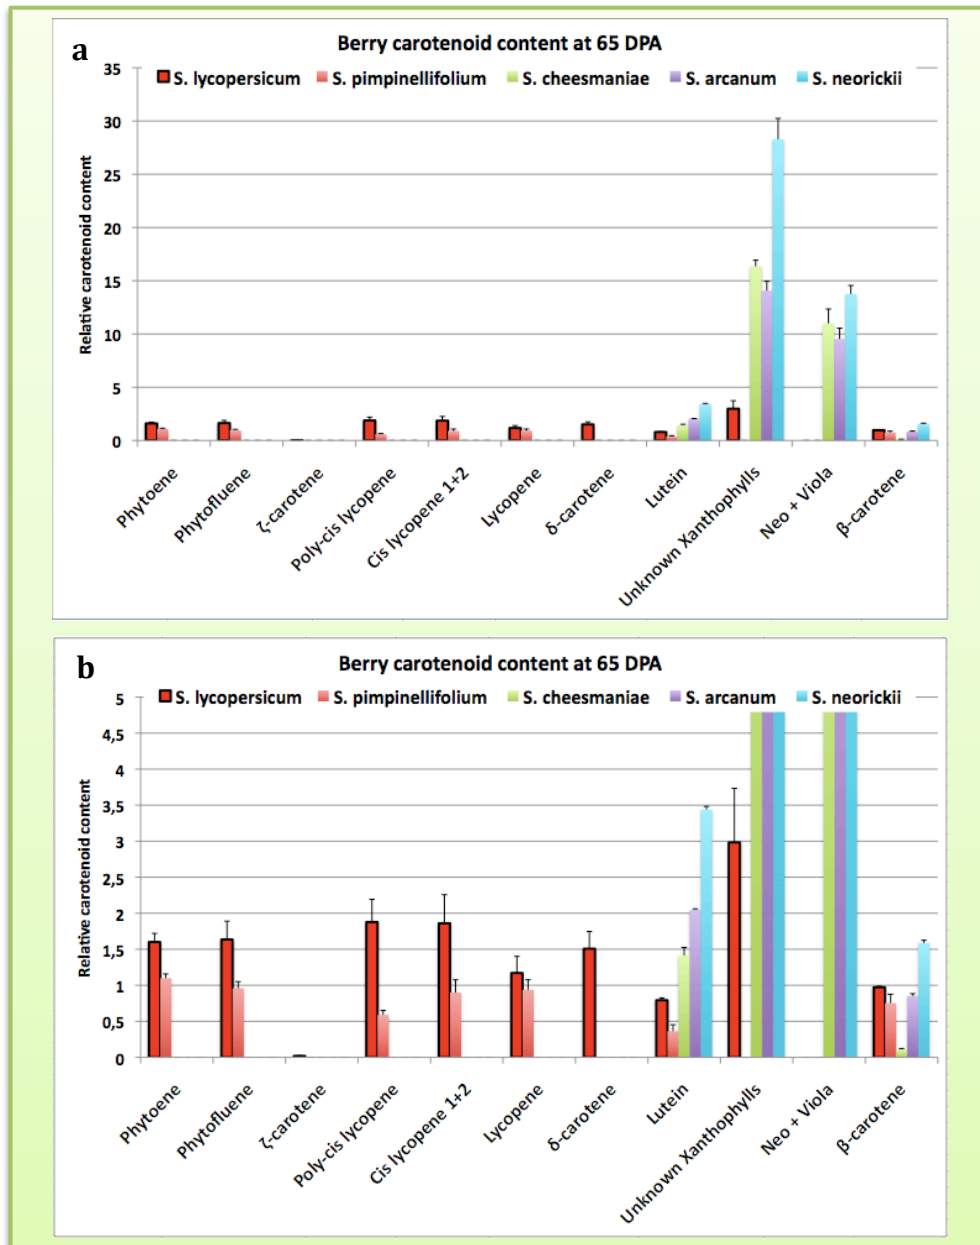 a
Berry carotenoid content at 65 DPA
S. lycopersicum S. pimpinellifolium S. cheesmaniae S. arcanum S. neorickii
Relative carotenoid content
35
30
25
20
15
10
5
0
Phytoene
Phytofluene
ζ-carotene
Poly-cis lycopene
Cis lycopene 1+2
Lycopene
δ-carotene
Lutein
Unknown Xanthophylls
Neo + Viola
β-carotene
b
Berry carotenoid content at 65 DPA
S. lycopersicum S. pimpinellifolium S. cheesmaniae S. arcanum S. neorickii
Relative carotenoid content
5
4,5
4
3,5
3
2,5
2
1,5
1
0,5
0
Phytoene
Phytofluene
ζ-carotene
Poly-cis lycopene
Cis lycopene 1+2
Lycopene
δ-carotene
Lutein
Unknown Xanthophylls
Neo + Viola
β-carotene